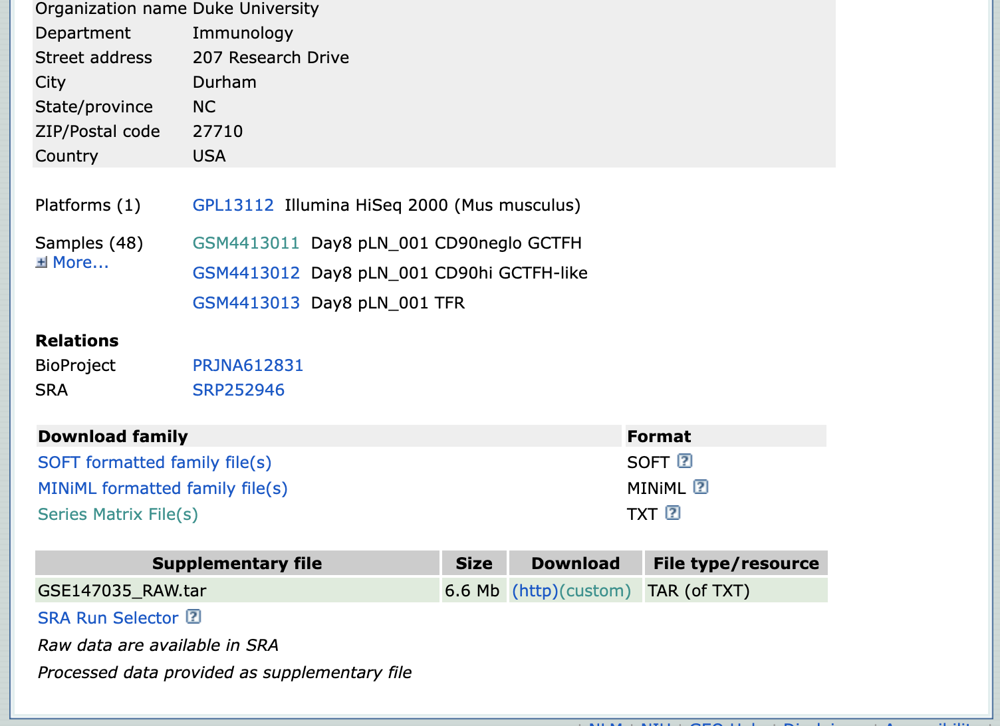 Organization name Duke University
Department Immunology
Street address 207 Research Drive
City Durham
State/province NC
ZIP/Postal code 27710
Country USA
Platforms (1) GPL13112 Illumina HiSeq 2000 (Mus musculus)
Samples (48) GSM4413011 Day8 pLN_001 CD90neglo GCTFH
More...
GSM4413012 Day8 pLN_001 CD90hi GCTFH-like
GSM4413013 Day8 pLN_001 TFR
Relations
BioProject PRJNA612831
SRA SRP252946
Download family Format
SOFT formatted family file(s) SOFT ?
MINiML formatted family file(s) MINiML ?
Series Matrix File(s) TXT ?
Supplementary file Size Download File type/resource
GSE147035_RAW.tar 6.6 Mb (http)(custom) TAR (of TXT)
SRA Run Selector ?
Raw data are available in SRA
Processed data provided as supplementary file